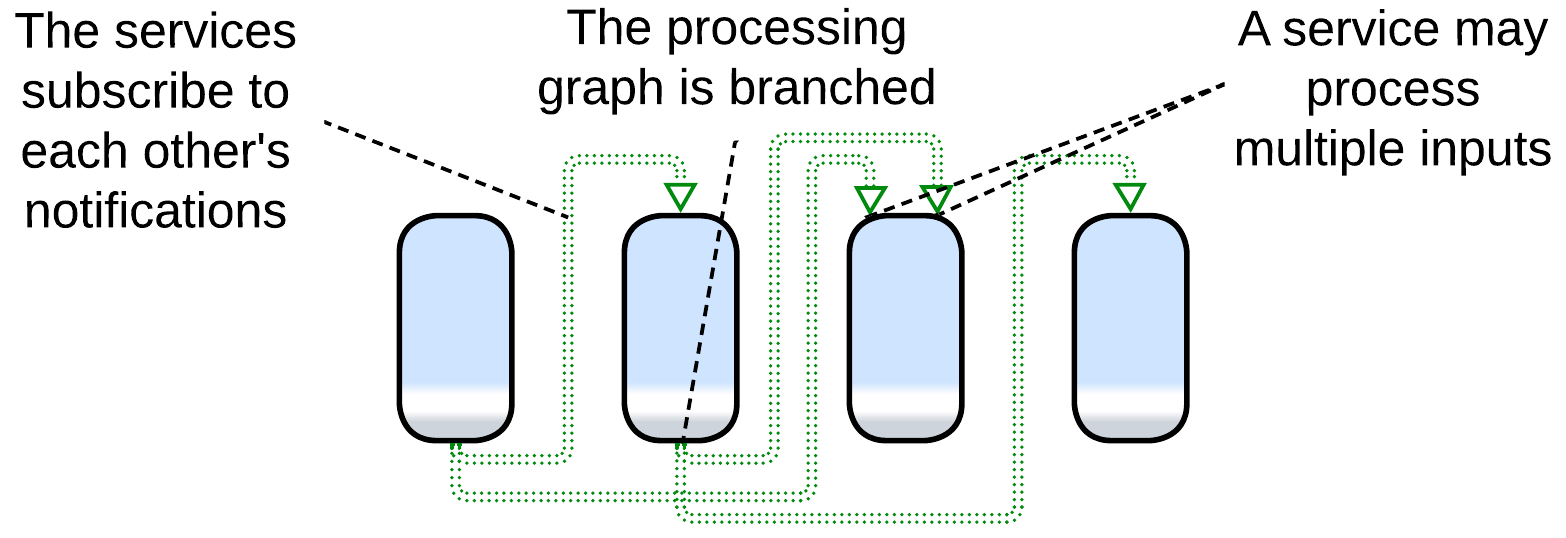 The services
subscribe to
each other's
notifications
The processing
graph is branched
A service may
process
multiple inputs